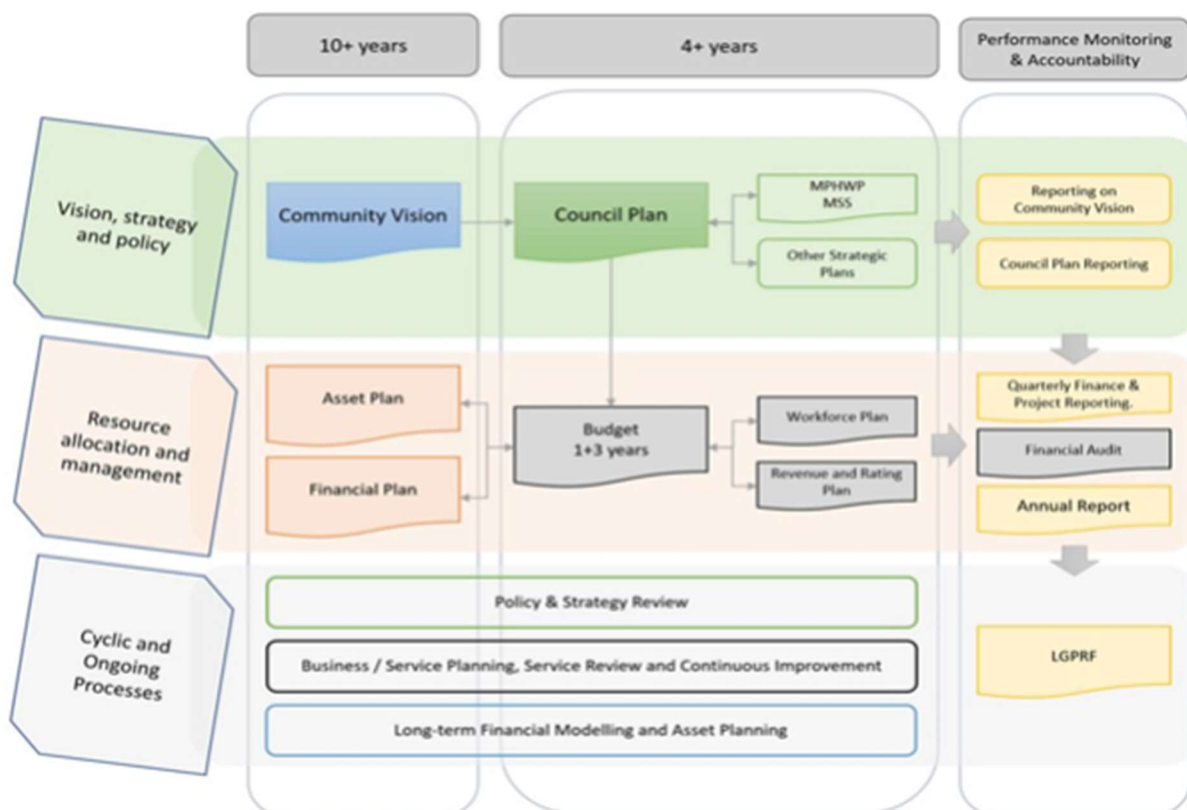 10+ years
4+ years
Performance Monitoring
& Accountability
Vision, strategy
and policy
Community Vision
Council Plan
MPHWP
MSS
Other Strategic
Plans
Reporting on
Community Vision
Council Plan Reporting
Resource
allocation and
management
Asset Plan
Financial Plan
Budget
1+3 years
Workforce Plan
Revenue and Rating
Plan
Quarterly Finance &
Project Reporting.
Financial Audit
Annual Report
Cyclic and
Ongoing
Processes
Policy & Strategy Review
Business / Service Planning, Service Review and Continuous Improvement
Long-term Financial Modelling and Asset Planning
LGPRF